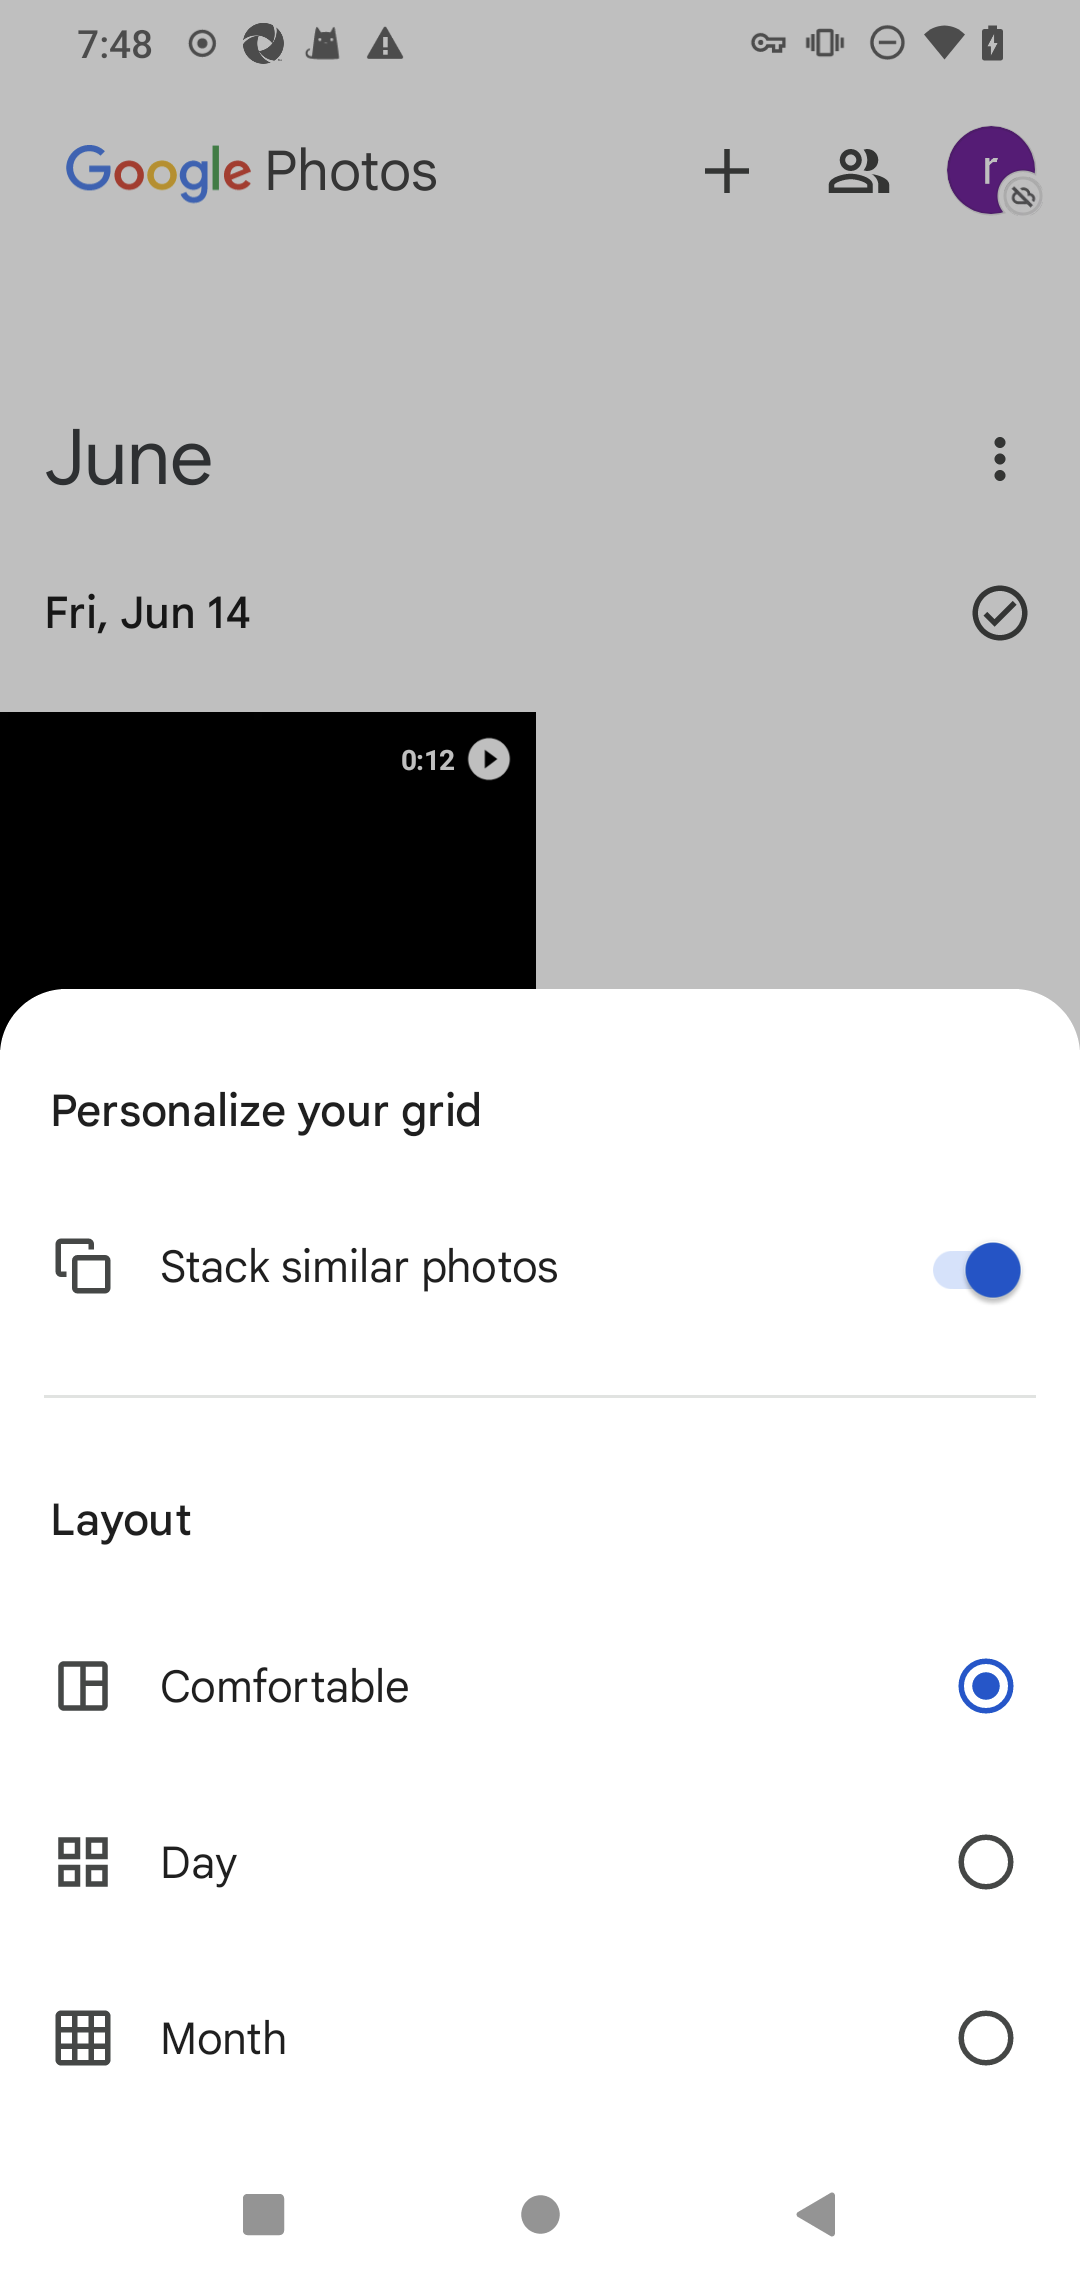 7:48
Google Photos
r
June
Fri, Jun 14
0:12
Personalize your grid
Stack similar photos
Layout
Comfortable
Day
Month